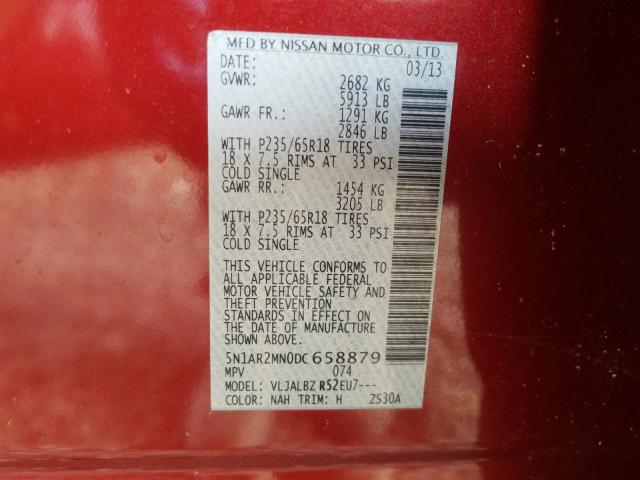 MFD BY NISSAN MOTOR CO., LTD.
DATE: 03/13
GVWR: 2682 KG
5913 LB
GAWR FR.: 1291 KG
2846 LB
WITH P235/65R18 TIRES
18 X 7.5 RIMS AT 33 PSI
COLD SINGLE
GAWR RR.: 1454 KG
3205 LB
WITH P235/65R18 TIRES
18 X 7.5 RIMS AT 33 PSI
COLD SINGLE
THIS VEHICLE CONFORMS TO
ALL APPLICABLE FEDERAL
MOTOR VEHICLE SAFETY AND
THEFT PREVENTION
STANDARDS IN EFFECT ON
THE DATE OF MANUFACTURE
SHOWN ABOVE.
5N1AR2MN0DC658879
MPV 074
MODEL: VLJALBZ R52EU7---
COLOR: NAH TRIM: H ZS30A